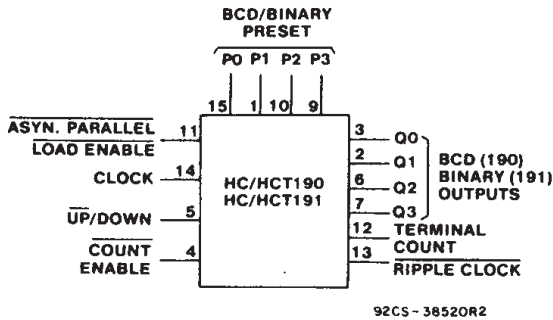 BCD/BINARY
PRESET
P0 P1 P2 P3
15 1 10 9
ASYN. PARALLEL
LOAD ENABLE
11
CLOCK
14
UP/DOWN
5
COUNT
ENABLE
4
HC/HCT190
HC/HCT191
3 Q0
2 Q1
6 Q2
7 Q3
BCD (190)
BINARY (191)
OUTPUTS
12 TERMINAL
COUNT
13 RIPPLE CLOCK
92CS-38520R2